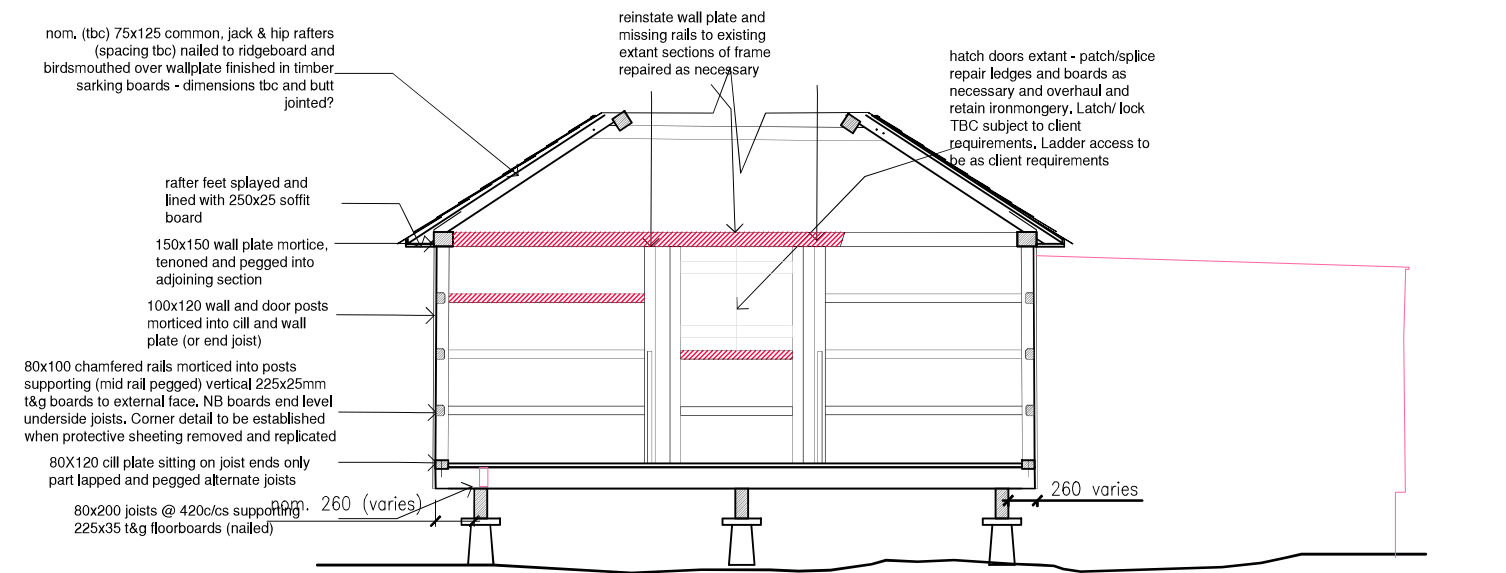 nom. (tbc) 75x125 common, jack & hip rafters
(spacing tbc) nailed to ridgeboard and
birdsmouthed over wallplate finished in timber
sarking boards - dimensions tbc and butt
jointed?
reinstate wall plate and
missing rails to existing
extant sections of frame
repaired as necessary
hatch doors extant - patch/splice
repair ledges and boards as
necessary and overhaul and
retain ironmongery. Latch/ lock
TBC subject to client
requirements. Ladder access to
be as client requirements
rafter feet splayed and
lined with 250x25 soffit
board
150x150 wall plate mortice,
tenoned and pegged into
adjoining section
100x120 wall and door posts
morticed into cill and wall
plate (or end joist)
80x100 chamfered rails morticed into posts
supporting (mid rail pegged) vertical 225x25mm
t&g boards to external face. NB boards end level
underside joists. Corner detail to be established
when protective sheeting removed and replicated
80X120 cill plate sitting on joist ends only
part lapped and pegged alternate joists
80x200 joists @ 420c/cs supporting
225x35 t&g floorboards (nailed)
nom. 260 (varies)
260 varies